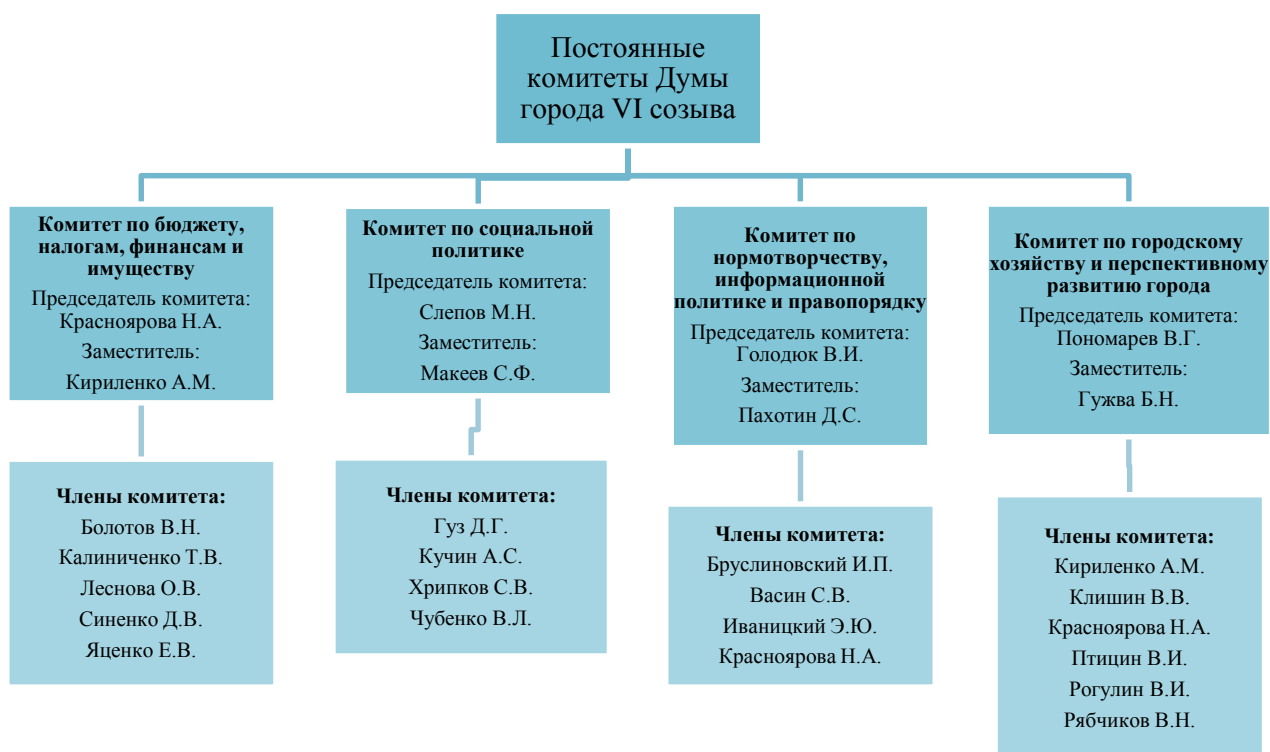 Постоянные
комитеты Думы
города VI созыва
Комитет по бюджету,
налогам, финансам и
имуществу
Председатель комитета:
Красноярова Н.А.
Заместитель:
Кириленко А.М.
Члены комитета:
Болотов В.Н.
Калиниченко Т.В.
Леснова О.В.
Синенко Д.В.
Яценко Е.В.
Комитет по социальной
политике
Председатель комитета:
Слепов М.Н.
Заместитель:
Макеев С.Ф.
Члены комитета:
Гуз Д.Г.
Кучин А.С.
Хрипков С.В.
Чубенко В.Л.
Комитет по
нормотворчеству,
информационной
политике и правопорядку
Председатель комитета:
Голодюк В.И.
Заместитель:
Пахотин Д.С.
Члены комитета:
Бруслиновский И.П.
Васин С.В.
Иваницкий Э.Ю.
Красноярова Н.А.
Комитет по городскому
хозяйству и перспективному
развитию города
Председатель комитета:
Пономарев В.Г.
Заместитель:
Гужва Б.Н.
Члены комитета:
Кириленко А.М.
Клишин В.В.
Красноярова Н.А.
Птицин В.И.
Рогулин В.И.
Рябчиков В.Н.